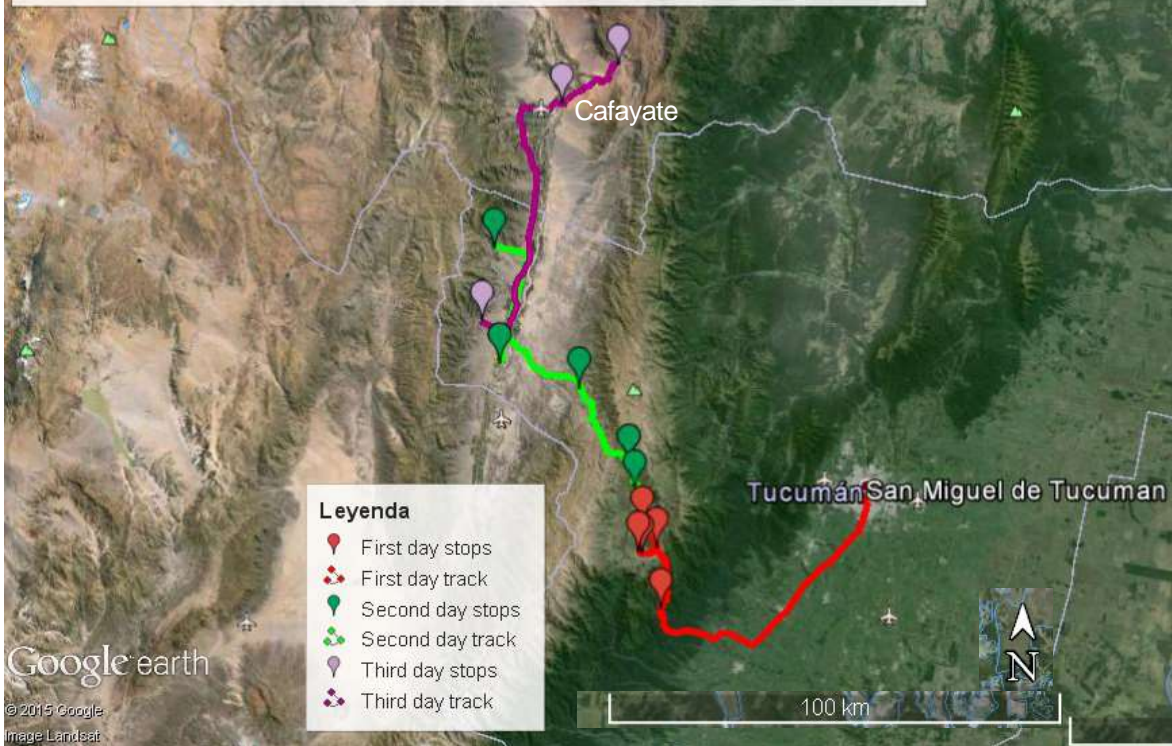 Cafayate
Tucumán San Miguel de Tucuman
Leyenda
First day stops
First day track
Second day stops
Second day track
Third day stops
Third day track
Google earth
© 2015 Google
Image Landsat
N
100 km